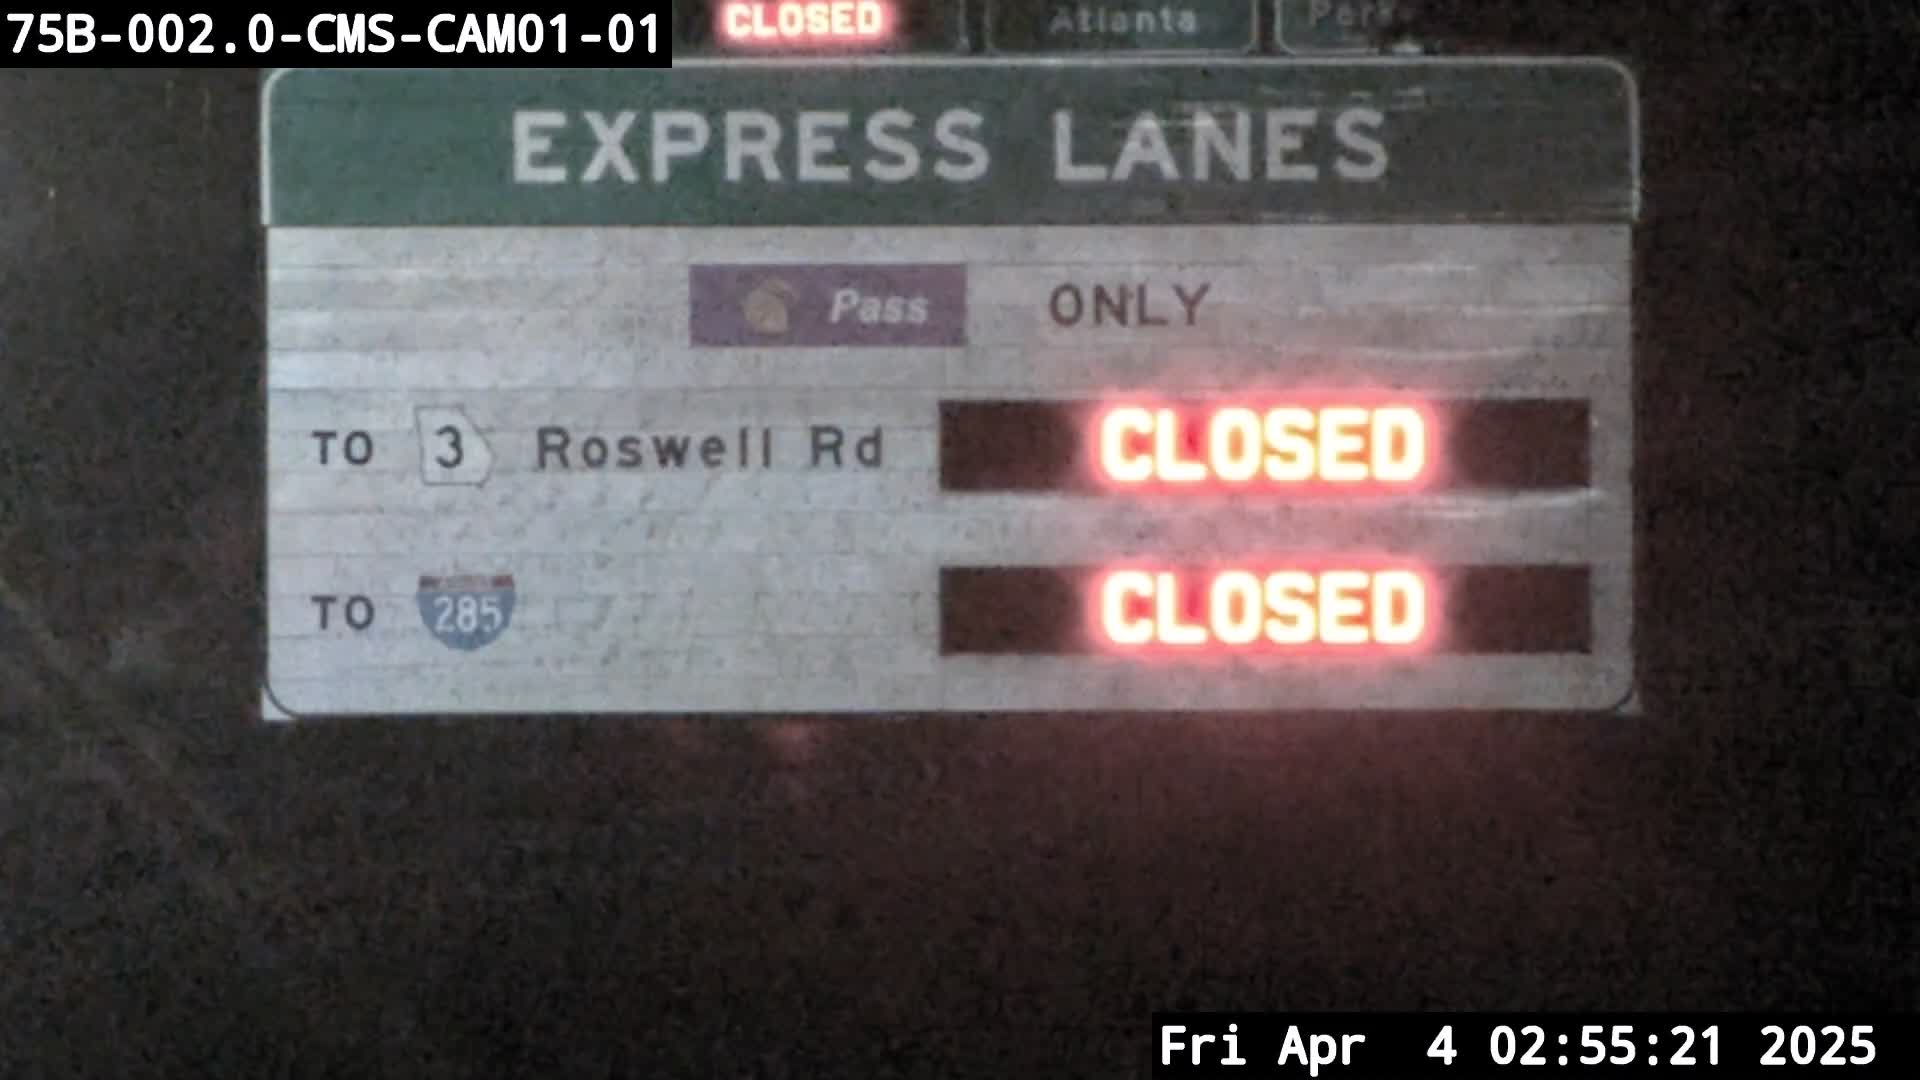 75B-002.0-CMS-CAM01-01
CLOSED
Atlanta
EXPRESS LANES
Pass ONLY
TO 3 Roswell Rd CLOSED
TO 285 CLOSED
Fri Apr 4 02:55:21 2025